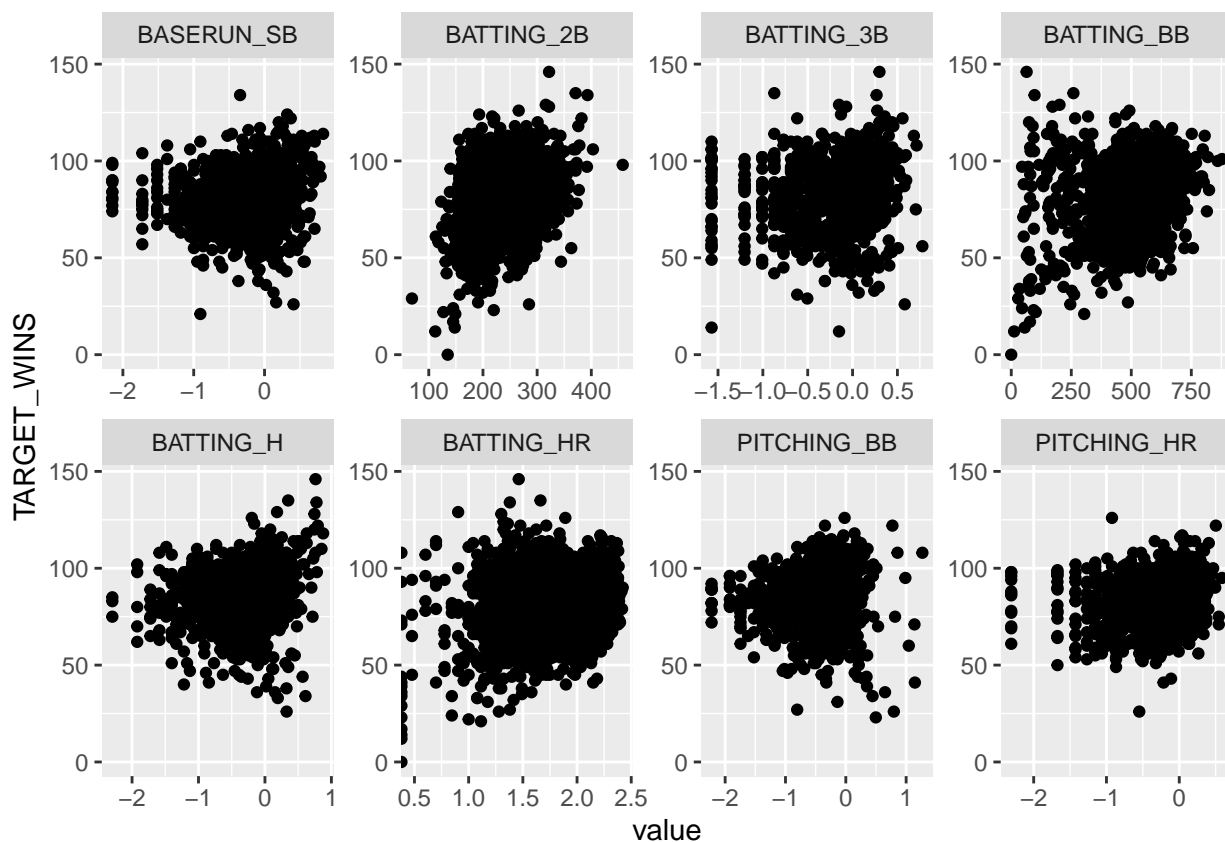 BASERUN_SB BATTING_2B BATTING_3B BATTING_BB
150 150 150 150
100 100 100 100
50 50 50 50
0 0 0 0
−2 −1 0 100 200 300 400 −1.5 −1.0 −0.5 0.0 0.5 0 250 500 750
TARGET_WINS
BATTING_H BATTING_HR PITCHING_BB PITCHING_HR
150 150 150 150
100 100 100 100
50 50 50 50
0 0 0 0
−2 −1 0 1 0.5 1.0 1.5 2.0 2.5 −2 −1 0 1 −2 −1 0
value